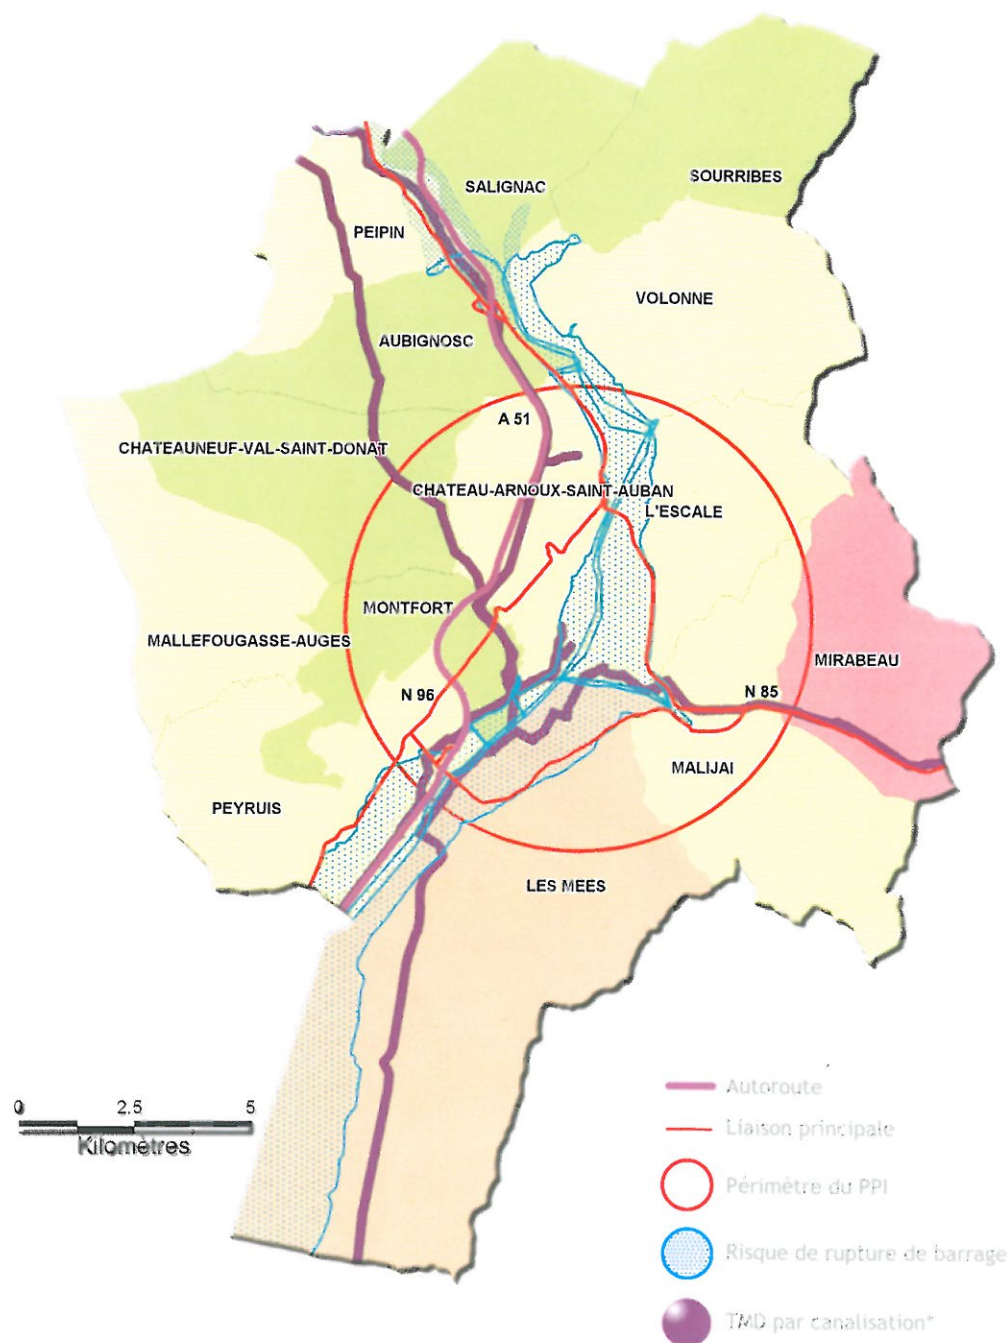 SOURRIBES
SALIGNAC
PEIPIN
VOLONNE
AUBIGNOSC
A 51
CHATEAUNEUF-VAL-SAINT-DONAT
CHATEAU-ARNOUX-SAINT-AUBAN
L'ESCALE
MONTFORT
MALLEFOUGASSE-AUGES
MIRABEAU
N 96
N 85
MALIJAI
PEYRUIS
LES MEES
0 2.5 5
Kilomètres
Autoroute
Liaison principale
Périmètre du PPI
Risque de rupture de barrage
TMD par canalisation*